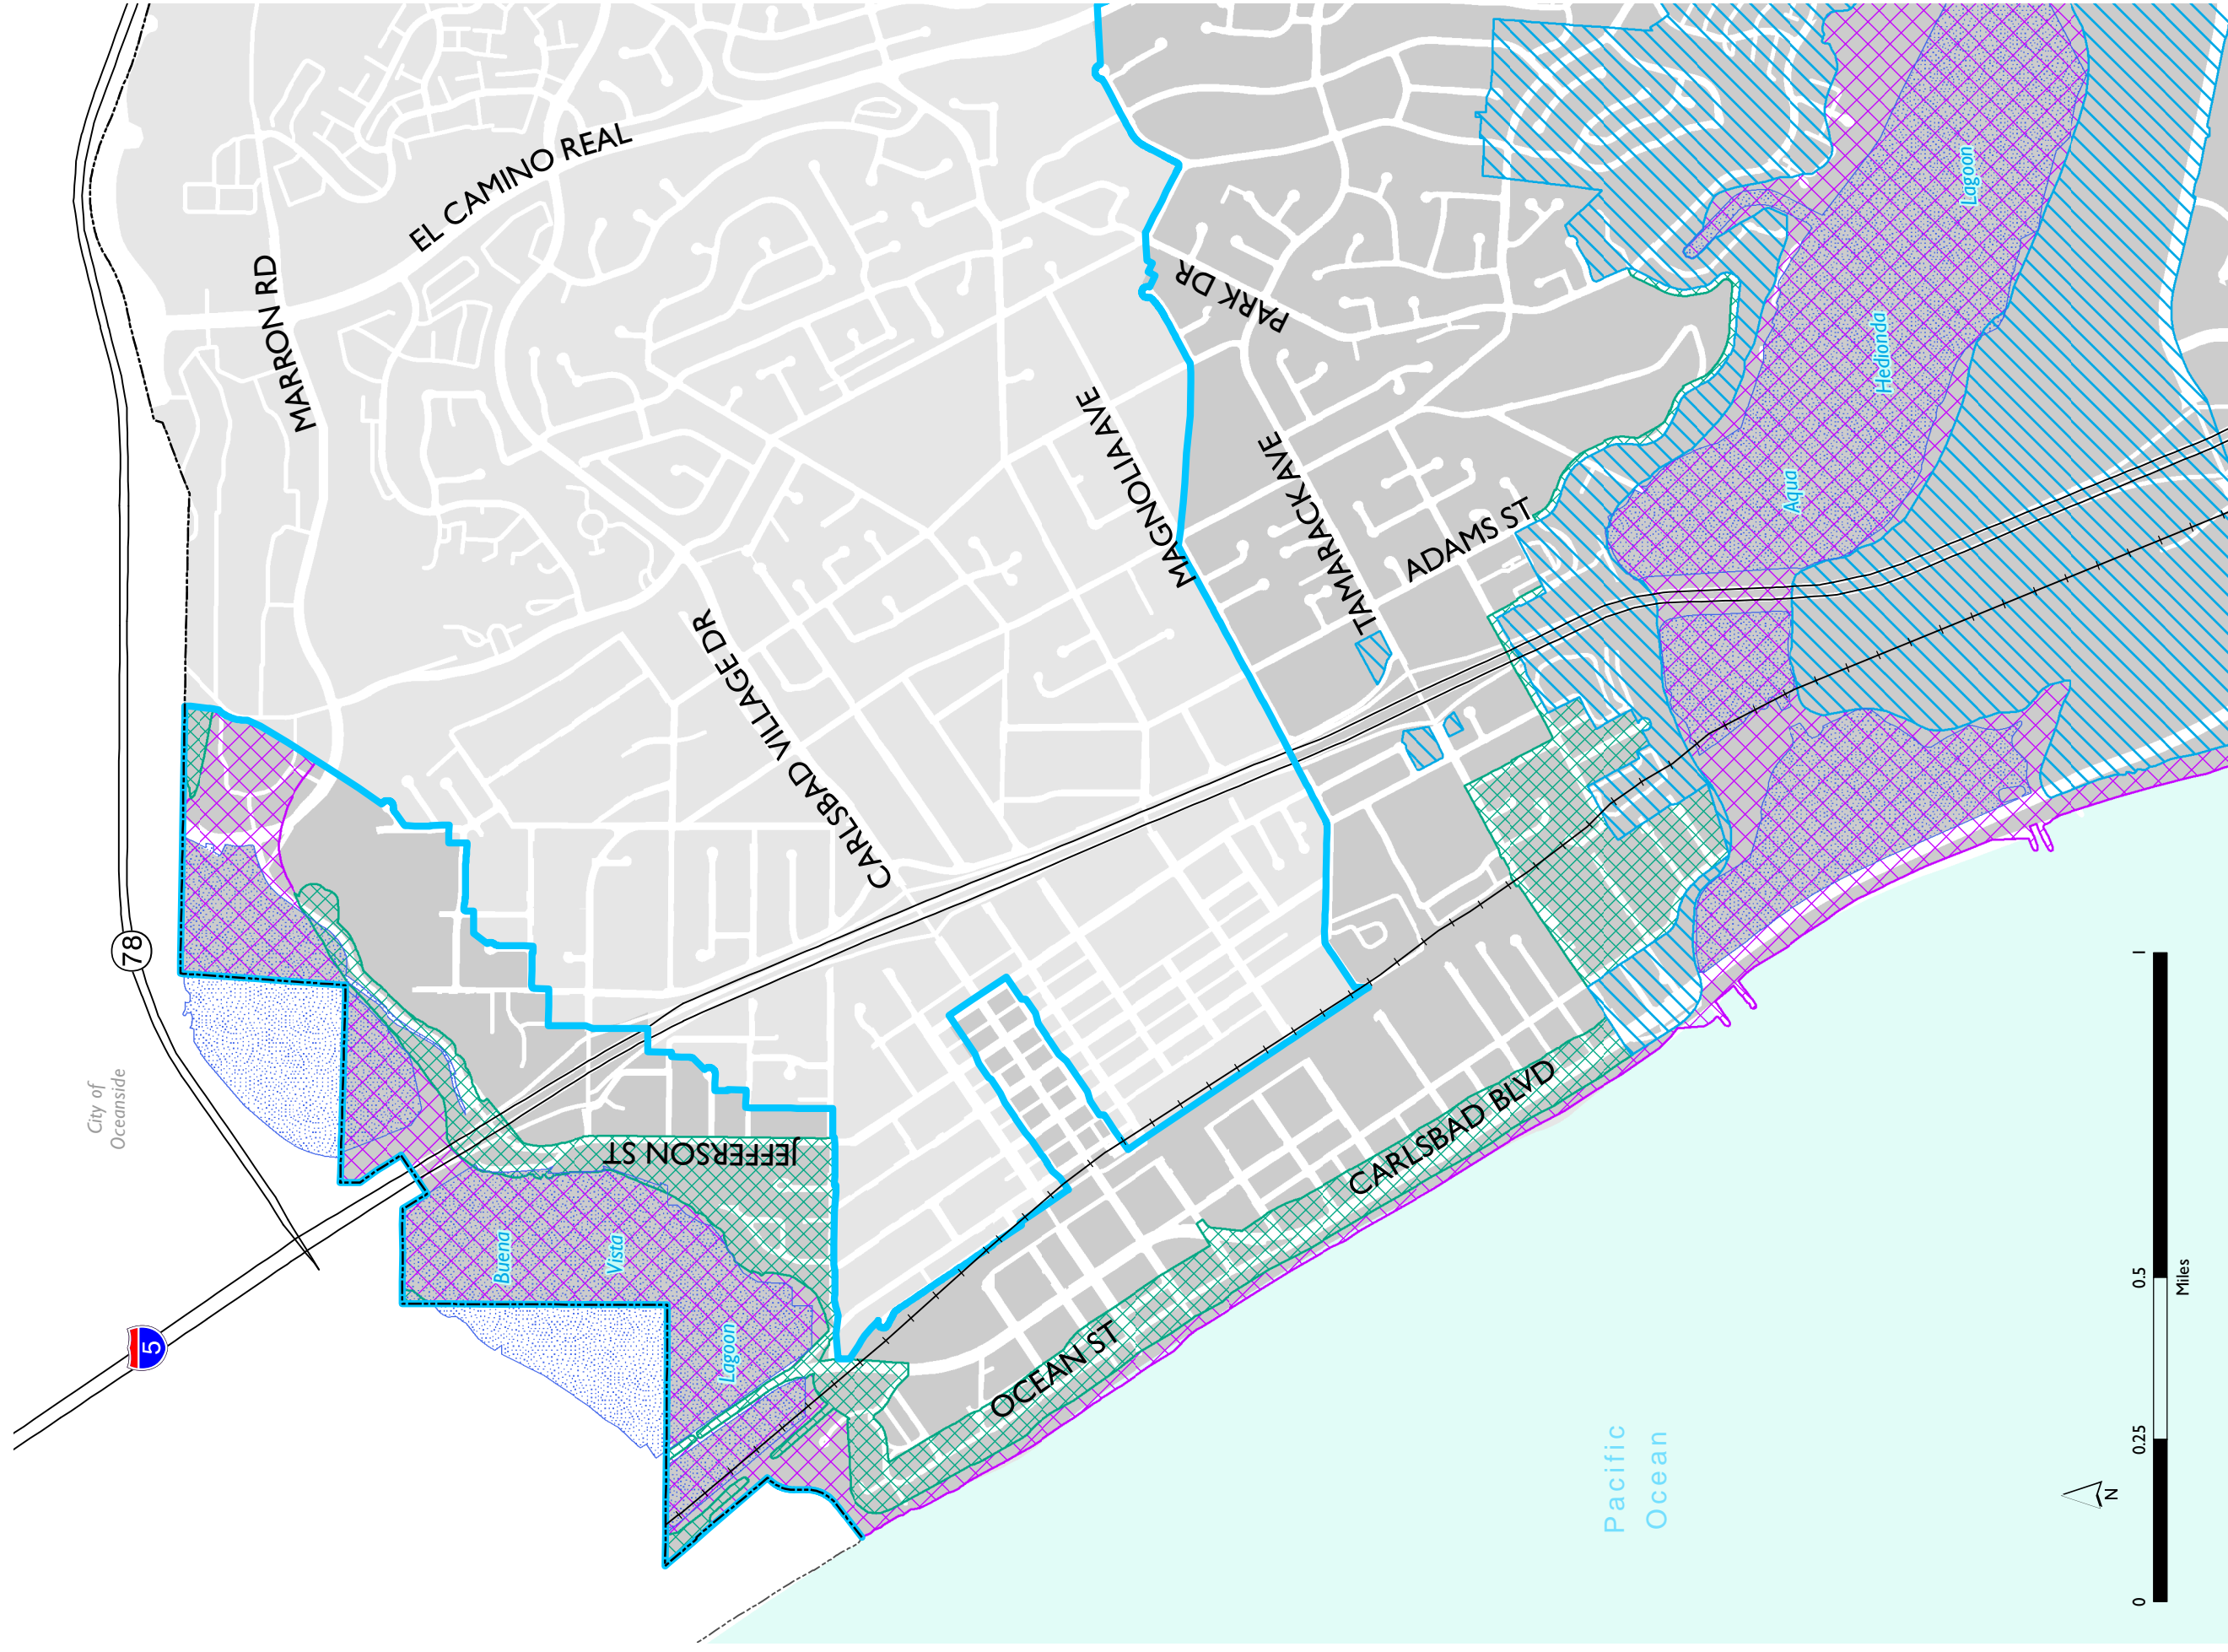 78
5
City of
Oceanside
MARRON RD
EL CAMINO REAL
PARK DR
MAGNOLIA AVE
TAMARACK AVE
ADAMS ST
CARLSBAD VILLAGE DR
JEFFERSON ST
Buena
Vista
Lagoon
OCEAN ST
CARLSBAD BLVD
Aqua
Hedionda
Lagoon
Pacific
Ocean
N
0 0.25 0.5 1
Miles